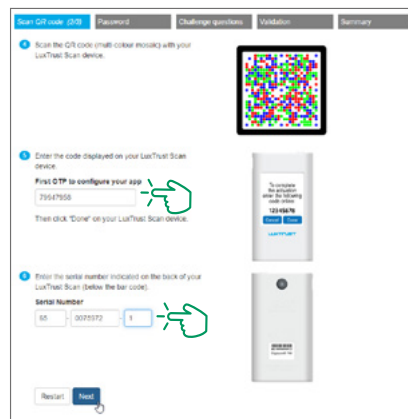 Scan QR code (2/3) Password Challenge questions Validation Summary
4 Scan the QR code (multi-colour mosaic) with your
LuxTrust Scan device.
5 Enter the code displayed on your LuxTrust Scan
device.
First OTP to configure your app
79547958
Then click "Done" on your LuxTrust Scan device.
To complete
the activation
enter the following
code online
12345678
Cancel Done
LUXTRUST
6 Enter the serial number indicated on the back of your
LuxTrust Scan (below the bar code).
Serial Number
65 - 0075972 - 1
Restart Next